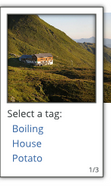 Select a tag:
Boiling
House
Potato
1/3